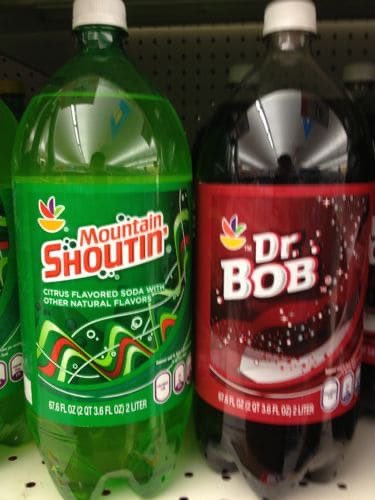 Mountain
SHOUTIN'
CITRUS FLAVORED SODA WITH
OTHER NATURAL FLAVORS
67.6 FL OZ (2 QT 3.6 FL OZ) 2 LITER
Dr.
BOB
67.6 FL OZ (2 QT 3.6 FL OZ) 2 LITER